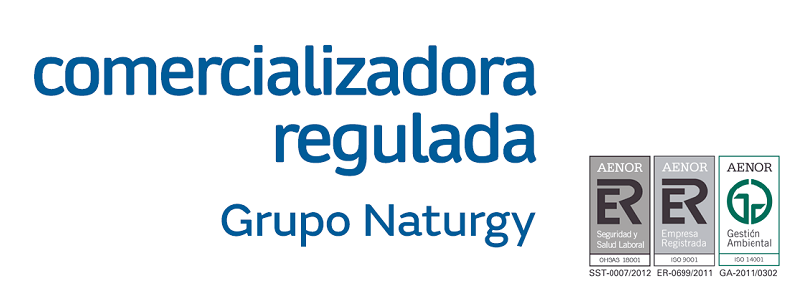 comercializadora
regulada
Grupo Naturgy
AENOR AENOR AENOR
ER ER
Seguridad y Empresa Gestión
Salud Laboral Registrada Ambiental
OHSAS 18001 ISO 9001 ISO 14001
SST-0007/2012 ER-0699/2011 GA-2011/0302